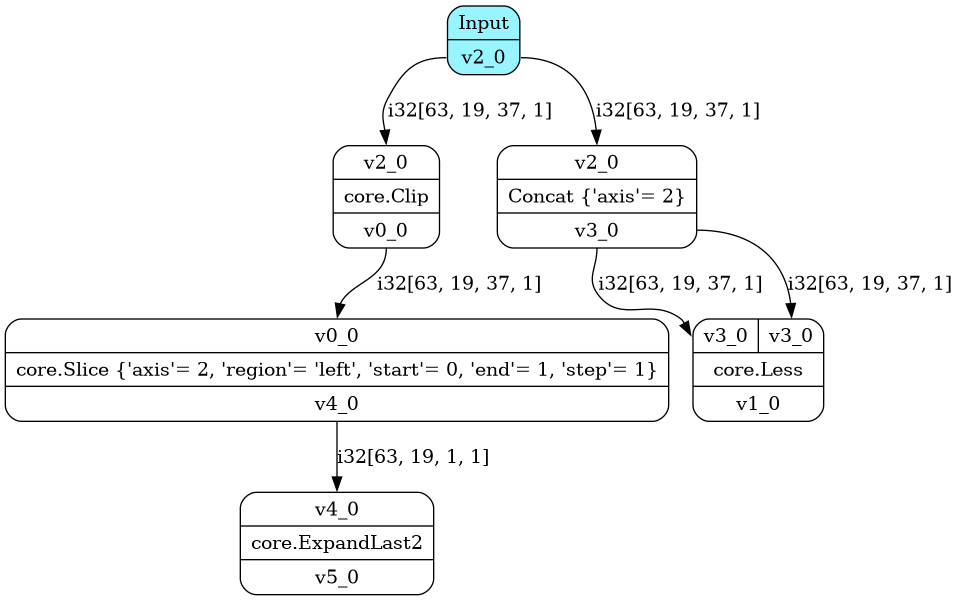 Input
v2_0
i32[63, 19, 37, 1]
i32[63, 19, 37, 1]
v2_0
core.Clip
v0_0
v2_0
Concat {'axis'= 2}
v3_0
i32[63, 19, 37, 1]
i32[63, 19, 37, 1]
i32[63, 19, 37, 1]
v0_0
core.Slice {'axis'= 2, 'region'= 'left', 'start'= 0, 'end'= 1, 'step'= 1}
v4_0
v3_0
v3_0
core.Less
v1_0
i32[63, 19, 1, 1]
v4_0
core.ExpandLast2
v5_0